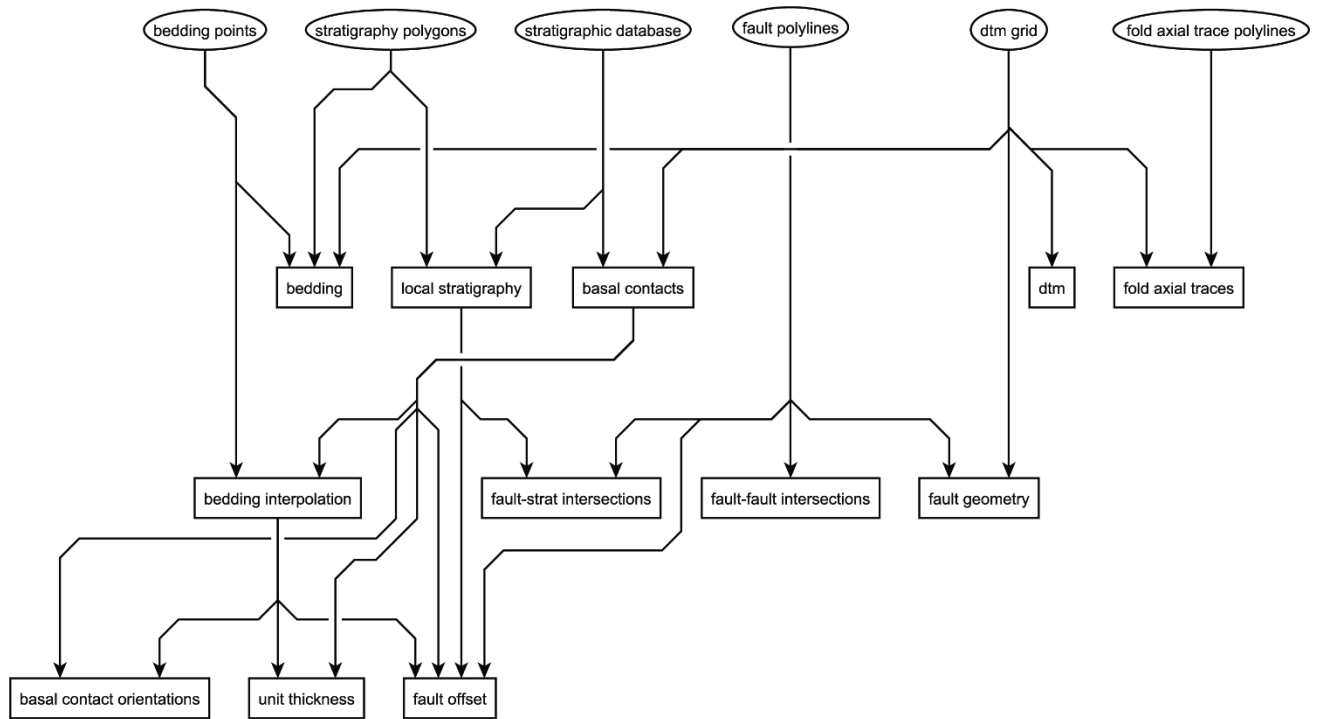 bedding points
stratigraphy polygons
stratigraphic database
fault polylines
dtm grid
fold axial trace polylines
bedding
local stratigraphy
basal contacts
dtm
fold axial traces
bedding interpolation
fault-strat intersections
fault-fault intersections
fault geometry
basal contact orientations
unit thickness
fault offset